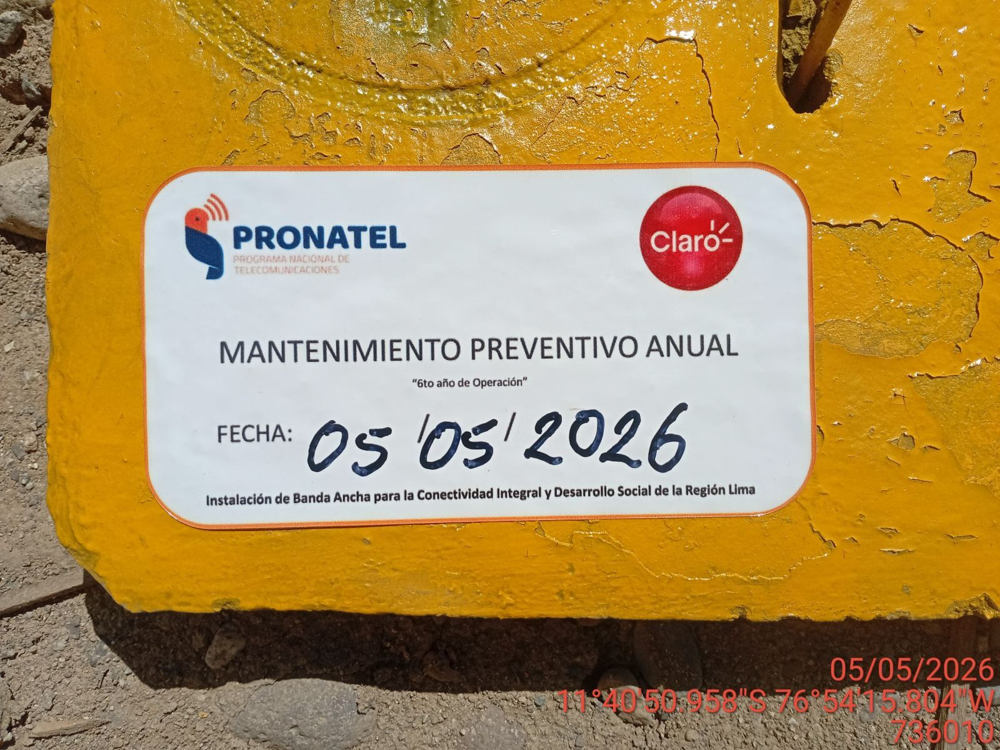 PRONATEL
PROGRAMA NACIONAL DE
TELECOMUNICACIONES
Claro
MANTENIMIENTO PREVENTIVO ANUAL
“6to año de Operación”
FECHA: 05/05/2026
Instalación de Banda Ancha para la Conectividad Integral y Desarrollo Social de la Región Lima
05/05/2026
11°40'50.958"S 76°54'15.804"W
736010